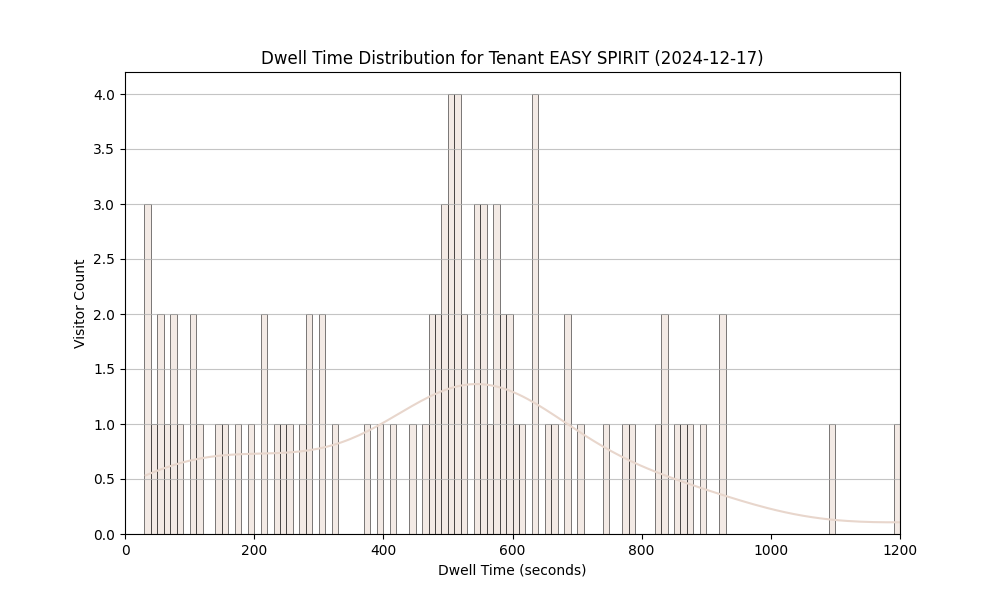 Dwell Time Distribution for Tenant EASY SPIRIT (2024-12-17)
4.0
3.5
3.0
2.5
2.0
1.5
1.0
0.5
0.0
Visitor Count
0 200 400 600 800 1000 1200
Dwell Time (seconds)